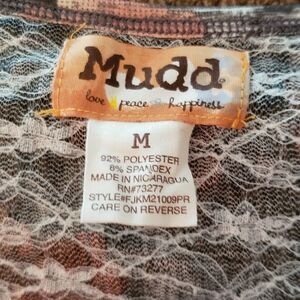 Mudd
love peace happiness
M
92% POLYESTER
8% SPANDEX
MADE IN NICARAGUA
RN#73277
STYLE#FJKM21009PR
CARE ON REVERSE